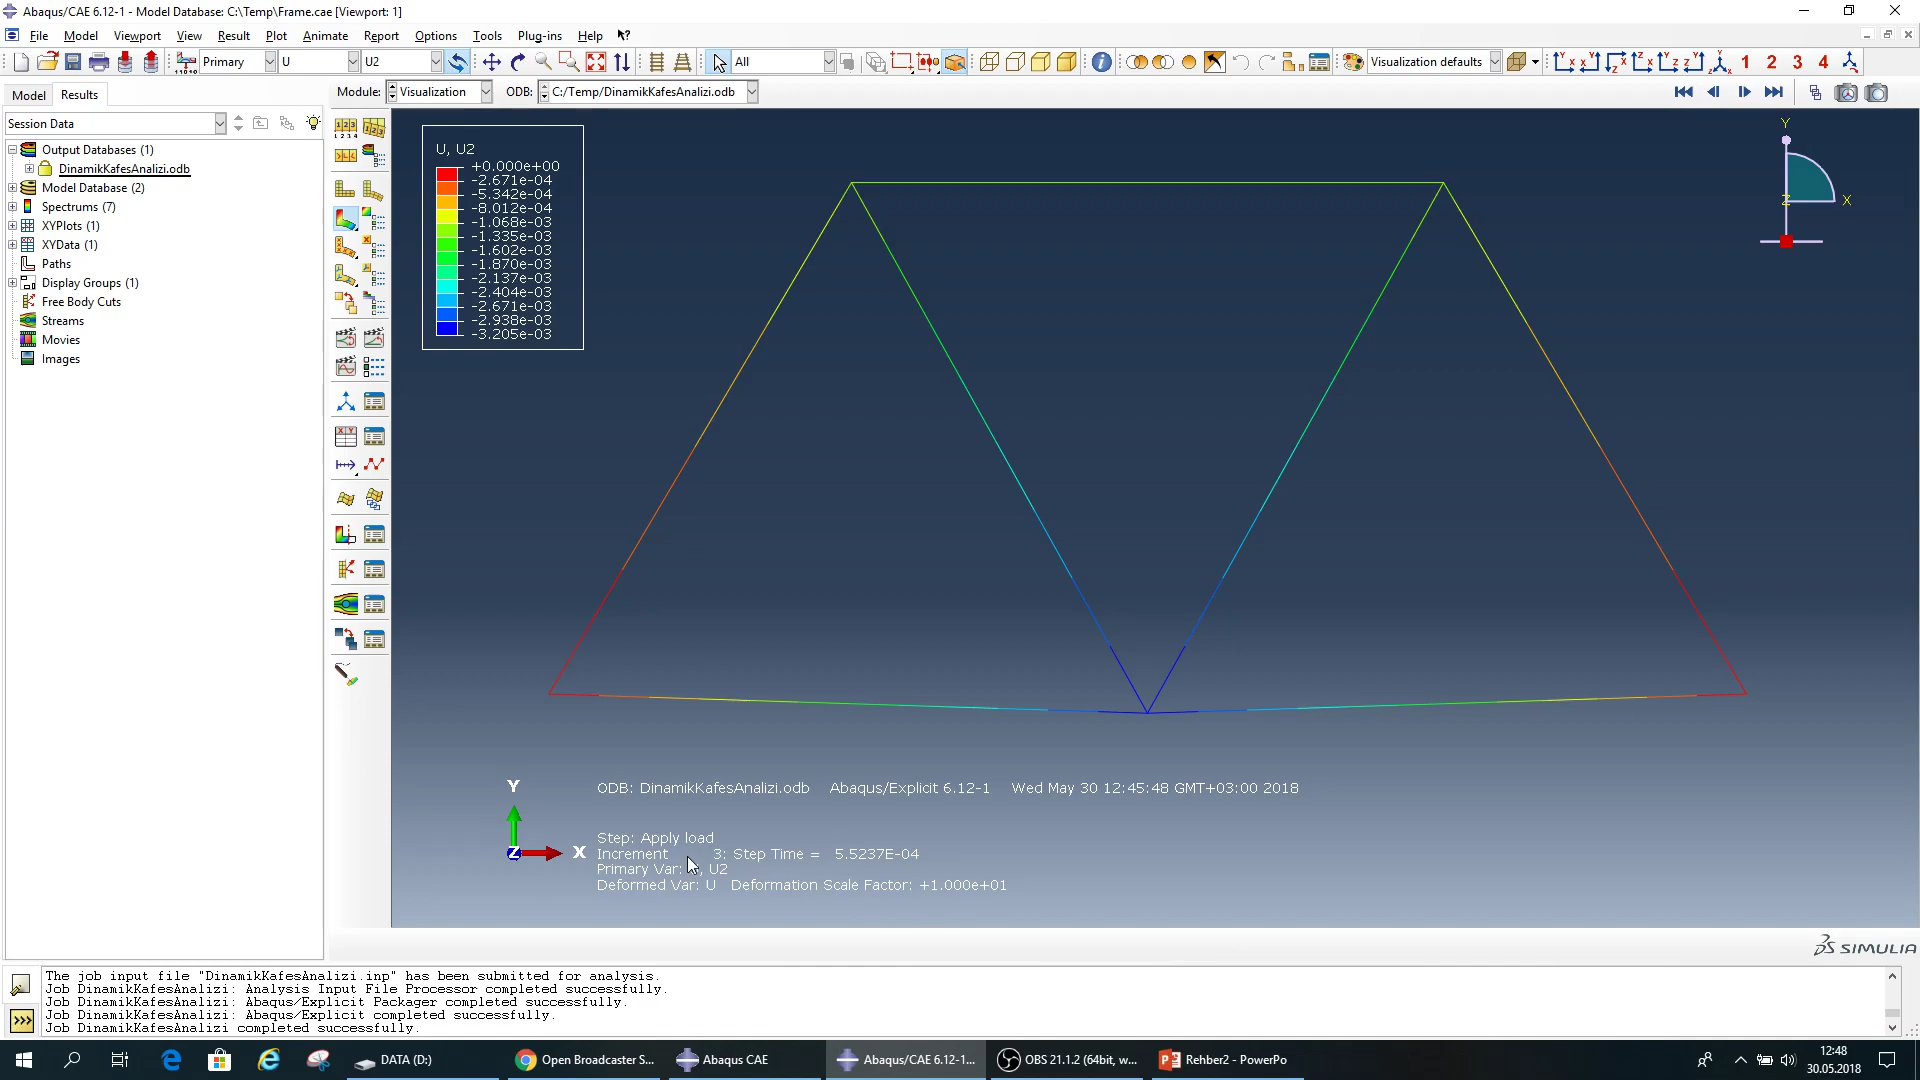 Abaqus/CAE 6.12-1 - Model Database: C:\Temp\Frame.cae [Viewport: 1]
File Model Viewport View Result Plot Animate Report Options Tools Plug-ins Help
Primary U U2 All Visualization defaults 1 2 3 4
Model Results
Module: Visualization ODB: C:/Temp/DinamikKafesAnalizi.odb
Session Data
Output Databases (1)
DinamikKafesAnalizi.odb
Model Database (2)
Spectrums (7)
XYPlots (1)
XYData (1)
Paths
Display Groups (1)
Free Body Cuts
Streams
Movies
Images
U, U2
+0.000e+00
-2.671e-04
-5.342e-04
-8.012e-04
-1.068e-03
-1.335e-03
-1.602e-03
-1.870e-03
-2.137e-03
-2.404e-03
-2.671e-03
-2.938e-03
-3.205e-03
Y
X
Z
Y
X
Z
ODB: DinamikKafesAnalizi.odb Abaqus/Explicit 6.12-1 Wed May 30 12:45:48 GMT+03:00 2018
Step: Apply load
Increment 3: Step Time = 5.5237E-04
Primary Var: , U2
Deformed Var: U Deformation Scale Factor: +1.000e+01
SIMULIA
The job input file "DinamikKafesAnalizi.inp" has been submitted for analysis.
Job DinamikKafesAnalizi: Analysis Input File Processor completed successfully.
Job DinamikKafesAnalizi: Abaqus/Explicit Packager completed successfully.
Job DinamikKafesAnalizi: Abaqus/Explicit completed successfully.
Job DinamikKafesAnalizi completed successfully.
DATA (D:) Open Broadcaster S... Abaqus CAE Abaqus/CAE 6.12-1... OBS 21.1.2 (64bit, w... Rehber2 - PowerPo
12:48
30.05.2018